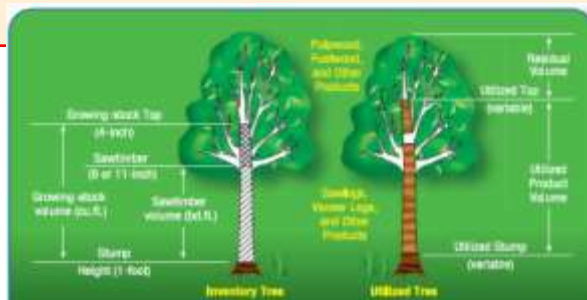 Growing stock Top
(4-inch)
Sawtimber
(8 or 11-inch)
Growing stock
volume (cu.ft.)
Sawtimber
volume (bd.ft.)
Stump
Height (1-foot)
Inventory Tree
Pulpwood,
Fuelwood,
and Other
Products
Sawlogs,
Veneer Logs,
and Other
Products
Utilized Tree
Residual
Volume
Utilized Top
(variable)
Utilized
Product
Volume
Utilized Stump
(variable)